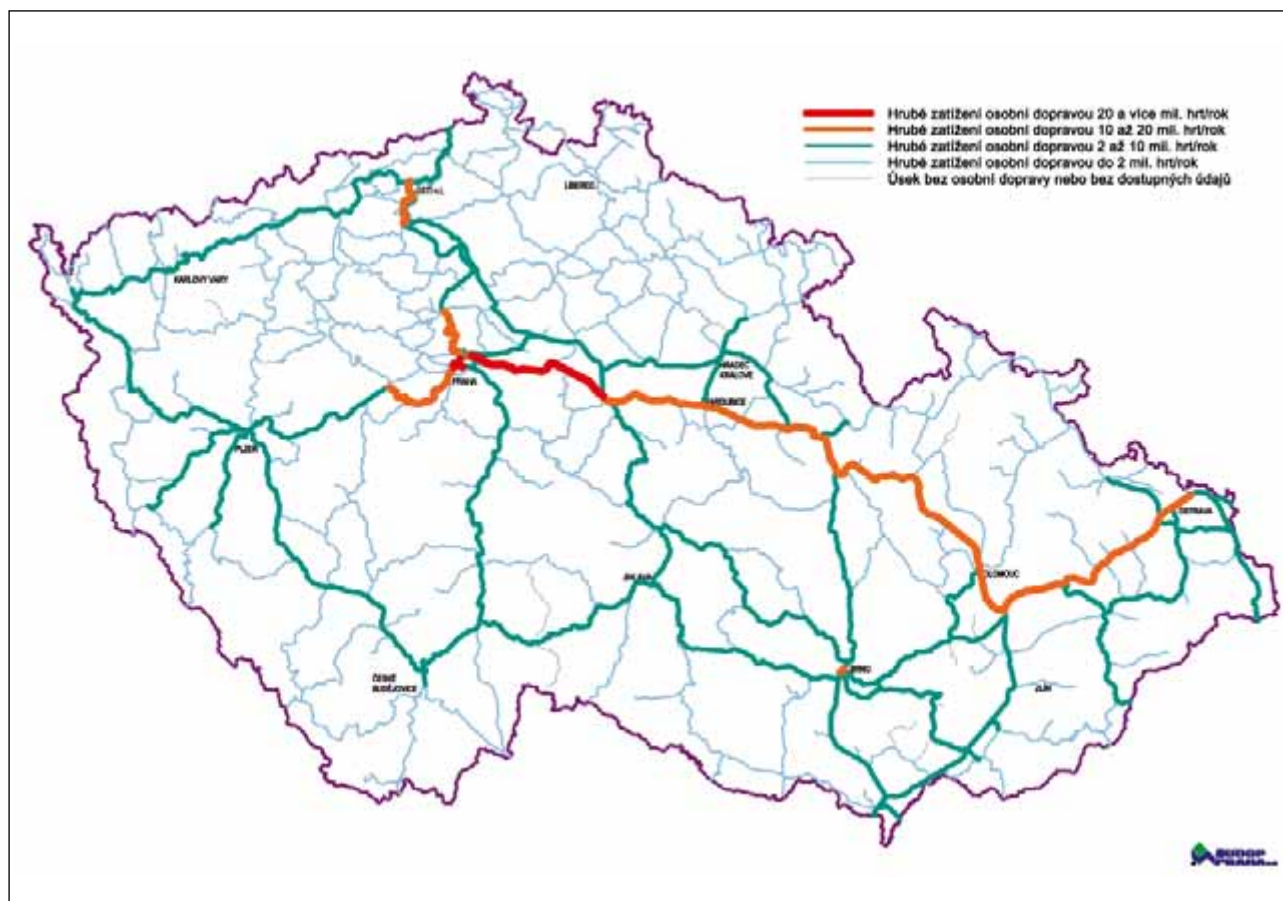 Hrubé zatížení osobní dopravou 20 a více mil. hrt/rok
Hrubé zatížení osobní dopravou 10 až 20 mil. hrt/rok
Hrubé zatížení osobní dopravou 2 až 10 mil. hrt/rok
Hrubé zatížení osobní dopravou do 2 mil. hrt/rok
Úsek bez osobní dopravy nebo bez dostupných údajů
LIBEREC
KARLOVY VARY
HRADEC
KRALOVE
PRAHA
PLZEŇ
OSTRAVA
OLOMOUC
JIHLAVA
BRNO
ČESKÉ
BUDĚJOVICE
ZLÍN
SUDOP
PRAHA